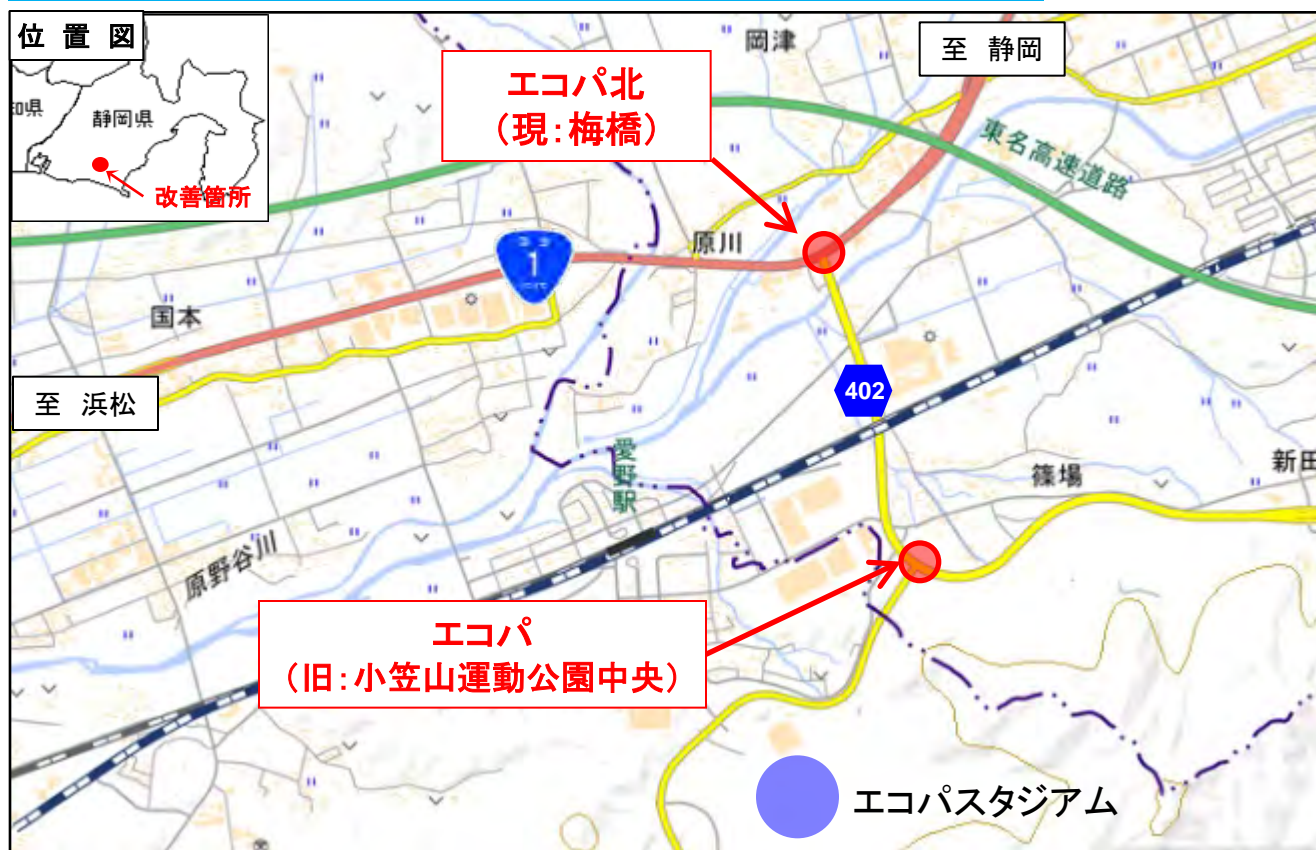 位 置 図
知県
静岡県
改善箇所
岡津
至 静岡
エコパ北
（現：梅橋）
東名高速道路
原川
1
国本
至 浜松
402
愛野駅
篠場
新田
原野谷川
エコパ
（旧：小笠山運動公園中央）
エコパスタジアム